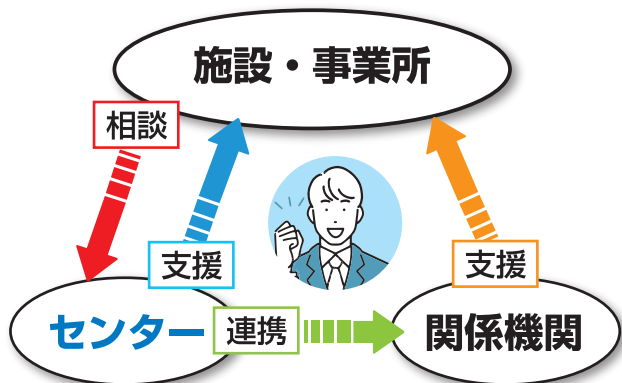 施設・事業所
相談
支援
支援
センター
連携
関係機関